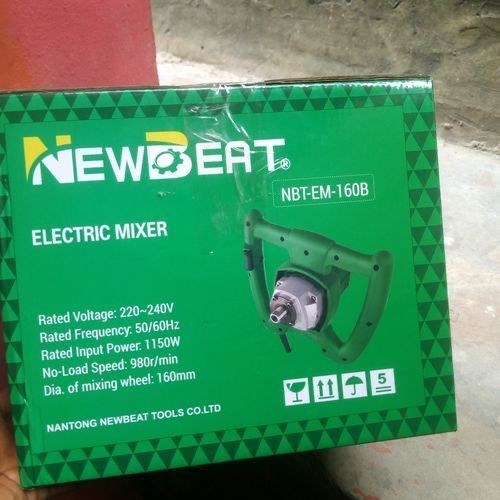 NEWBEAT®
NBT-EM-160B
ELECTRIC MIXER
Rated Voltage: 220~240V
Rated Frequency: 50/60Hz
Rated Input Power: 1150W
No-Load Speed: 980r/min
Dia. of mixing wheel: 160mm
5
NANTONG NEWBEAT TOOLS CO.LTD